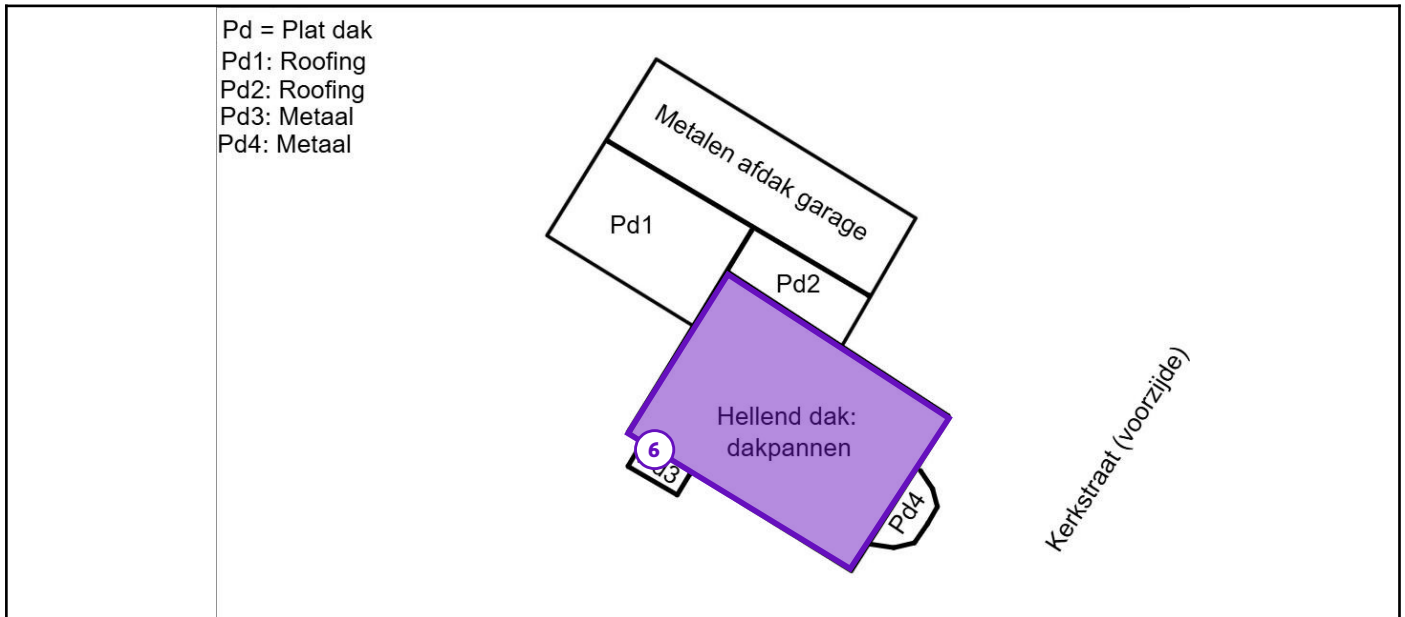 Pd = Plat dak
Pd1: Roofing
Pd2: Roofing
Pd3: Metaal
Pd4: Metaal
Metalen afdak garage
Pd1
Pd2
Hellend dak:
dakpannen
6
Pd4
Kerkstraat (voorzijde)